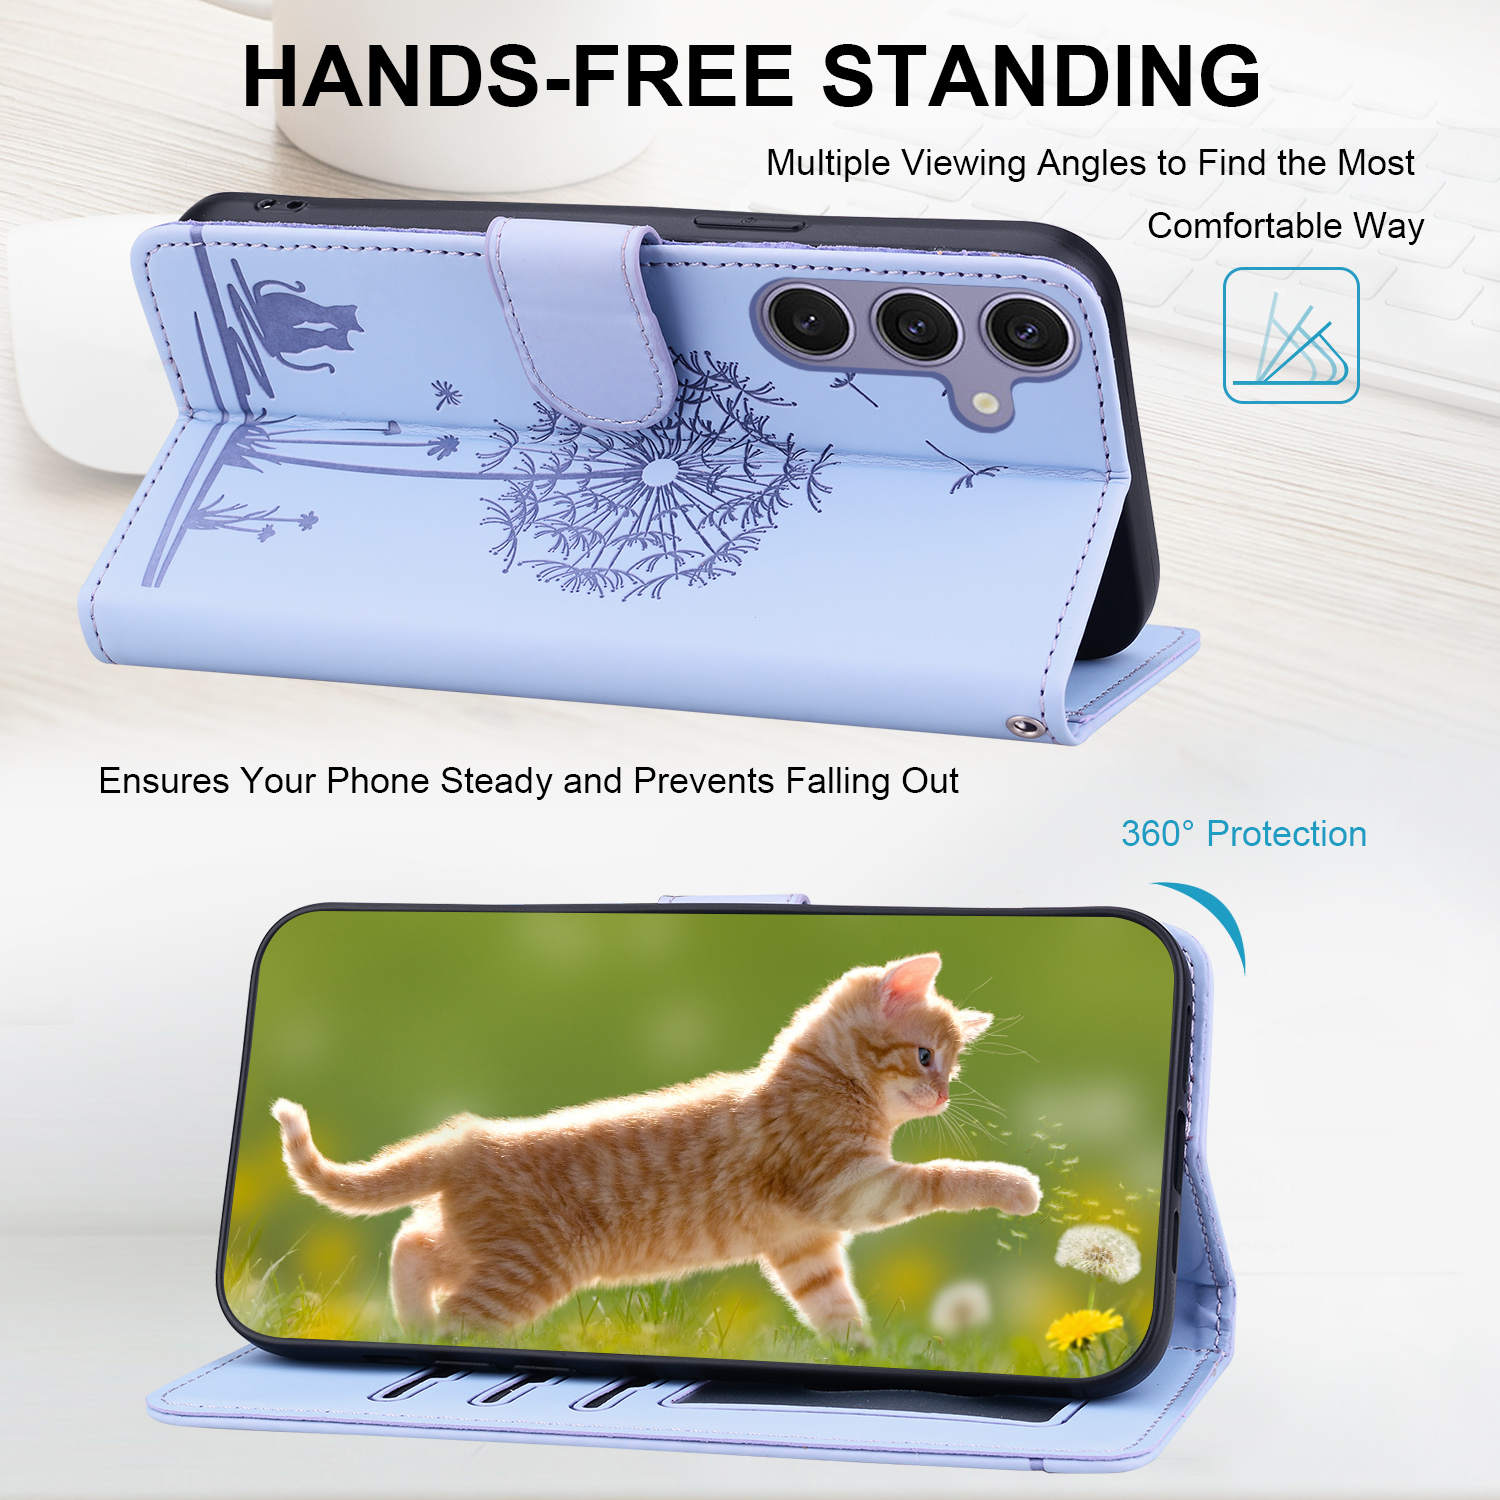 HANDS-FREE STANDING
Multiple Viewing Angles to Find the Most
Comfortable Way
Ensures Your Phone Steady and Prevents Falling Out
360° Protection